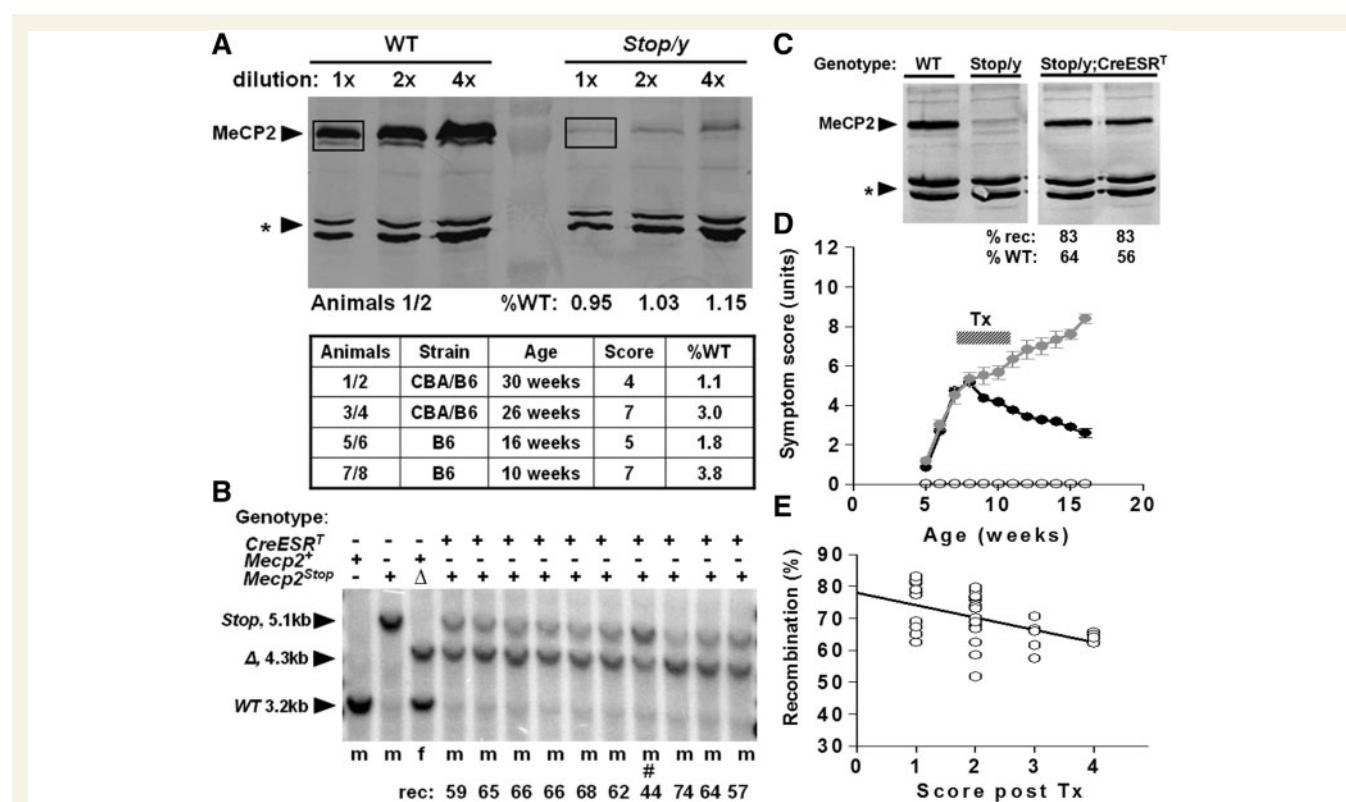 A
WT Stop/y
dilution: 1x 2x 4x 1x 2x 4x
MeCP2
*
Animals 1/2 %WT: 0.95 1.03 1.15
Animals Strain Age Score %WT
1/2 CBA/B6 30 weeks 4 1.1
3/4 CBA/B6 26 weeks 7 3.0
5/6 B6 16 weeks 5 1.8
7/8 B6 10 weeks 7 3.8
B
Genotype:
CreESRT - - - + + + + + + + + + +
Mecp2+ + - + - - - - - - - - - -
Mecp2Stop - + Δ + + + + + + + + + +
Stop, 5.1kb
Δ, 4.3kb
WT 3.2kb
m m f m m m m m m m m m m
#
rec: 59 65 66 66 68 62 44 74 64 57
C
Genotype: WT Stop/y Stop/y;CreESRT
MeCP2
*
% rec: 83 83
% WT: 64 56
D
Symptom score (units)
12
10
8
6
4
2
0
Tx
0 5 10 15 20
Age (weeks)
E
Recombination (%)
90
80
70
60
50
40
30
0 1 2 3 4
Score post Tx